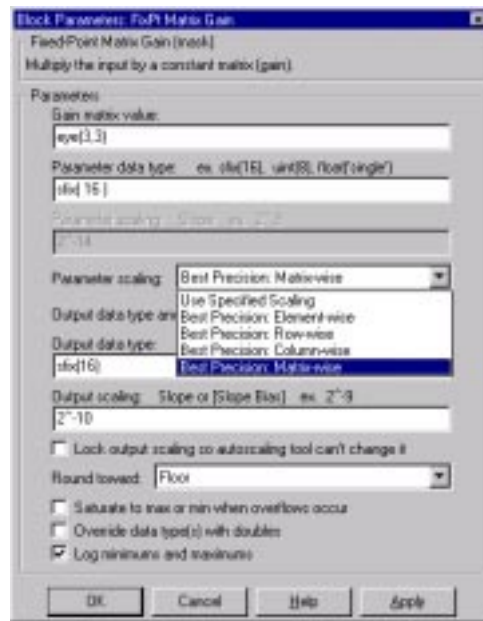 Block Parameters: FixPt Matrix Gain
Fixed-Point Matrix Gain (mask)
Multiply the input by a constant matrix (gain).
Parameters
Gain matrix value:
eye(3,3)
Parameter data type: ex. sfix(16), uint(8), float('single')
sfix( 16 )
Parameter scaling: Slope ex. 2^-9
2^-14
Parameter scaling: Best Precision: Matrix-wise
Use Specified Scaling
Output data type an Best Precision: Element-wise
Best Precision: Row-wise
Output data type: Best Precision: Column-wise
sfix(16) Best Precision: Matrix-wise
Output scaling: Slope or [Slope Bias] ex. 2^-9
2^-10
Lock output scaling so autoscaling tool can't change it
Round toward: Floor
Saturate to max or min when overflows occur
Override data type(s) with doubles
Log minimums and maximums
OK Cancel Help Apply